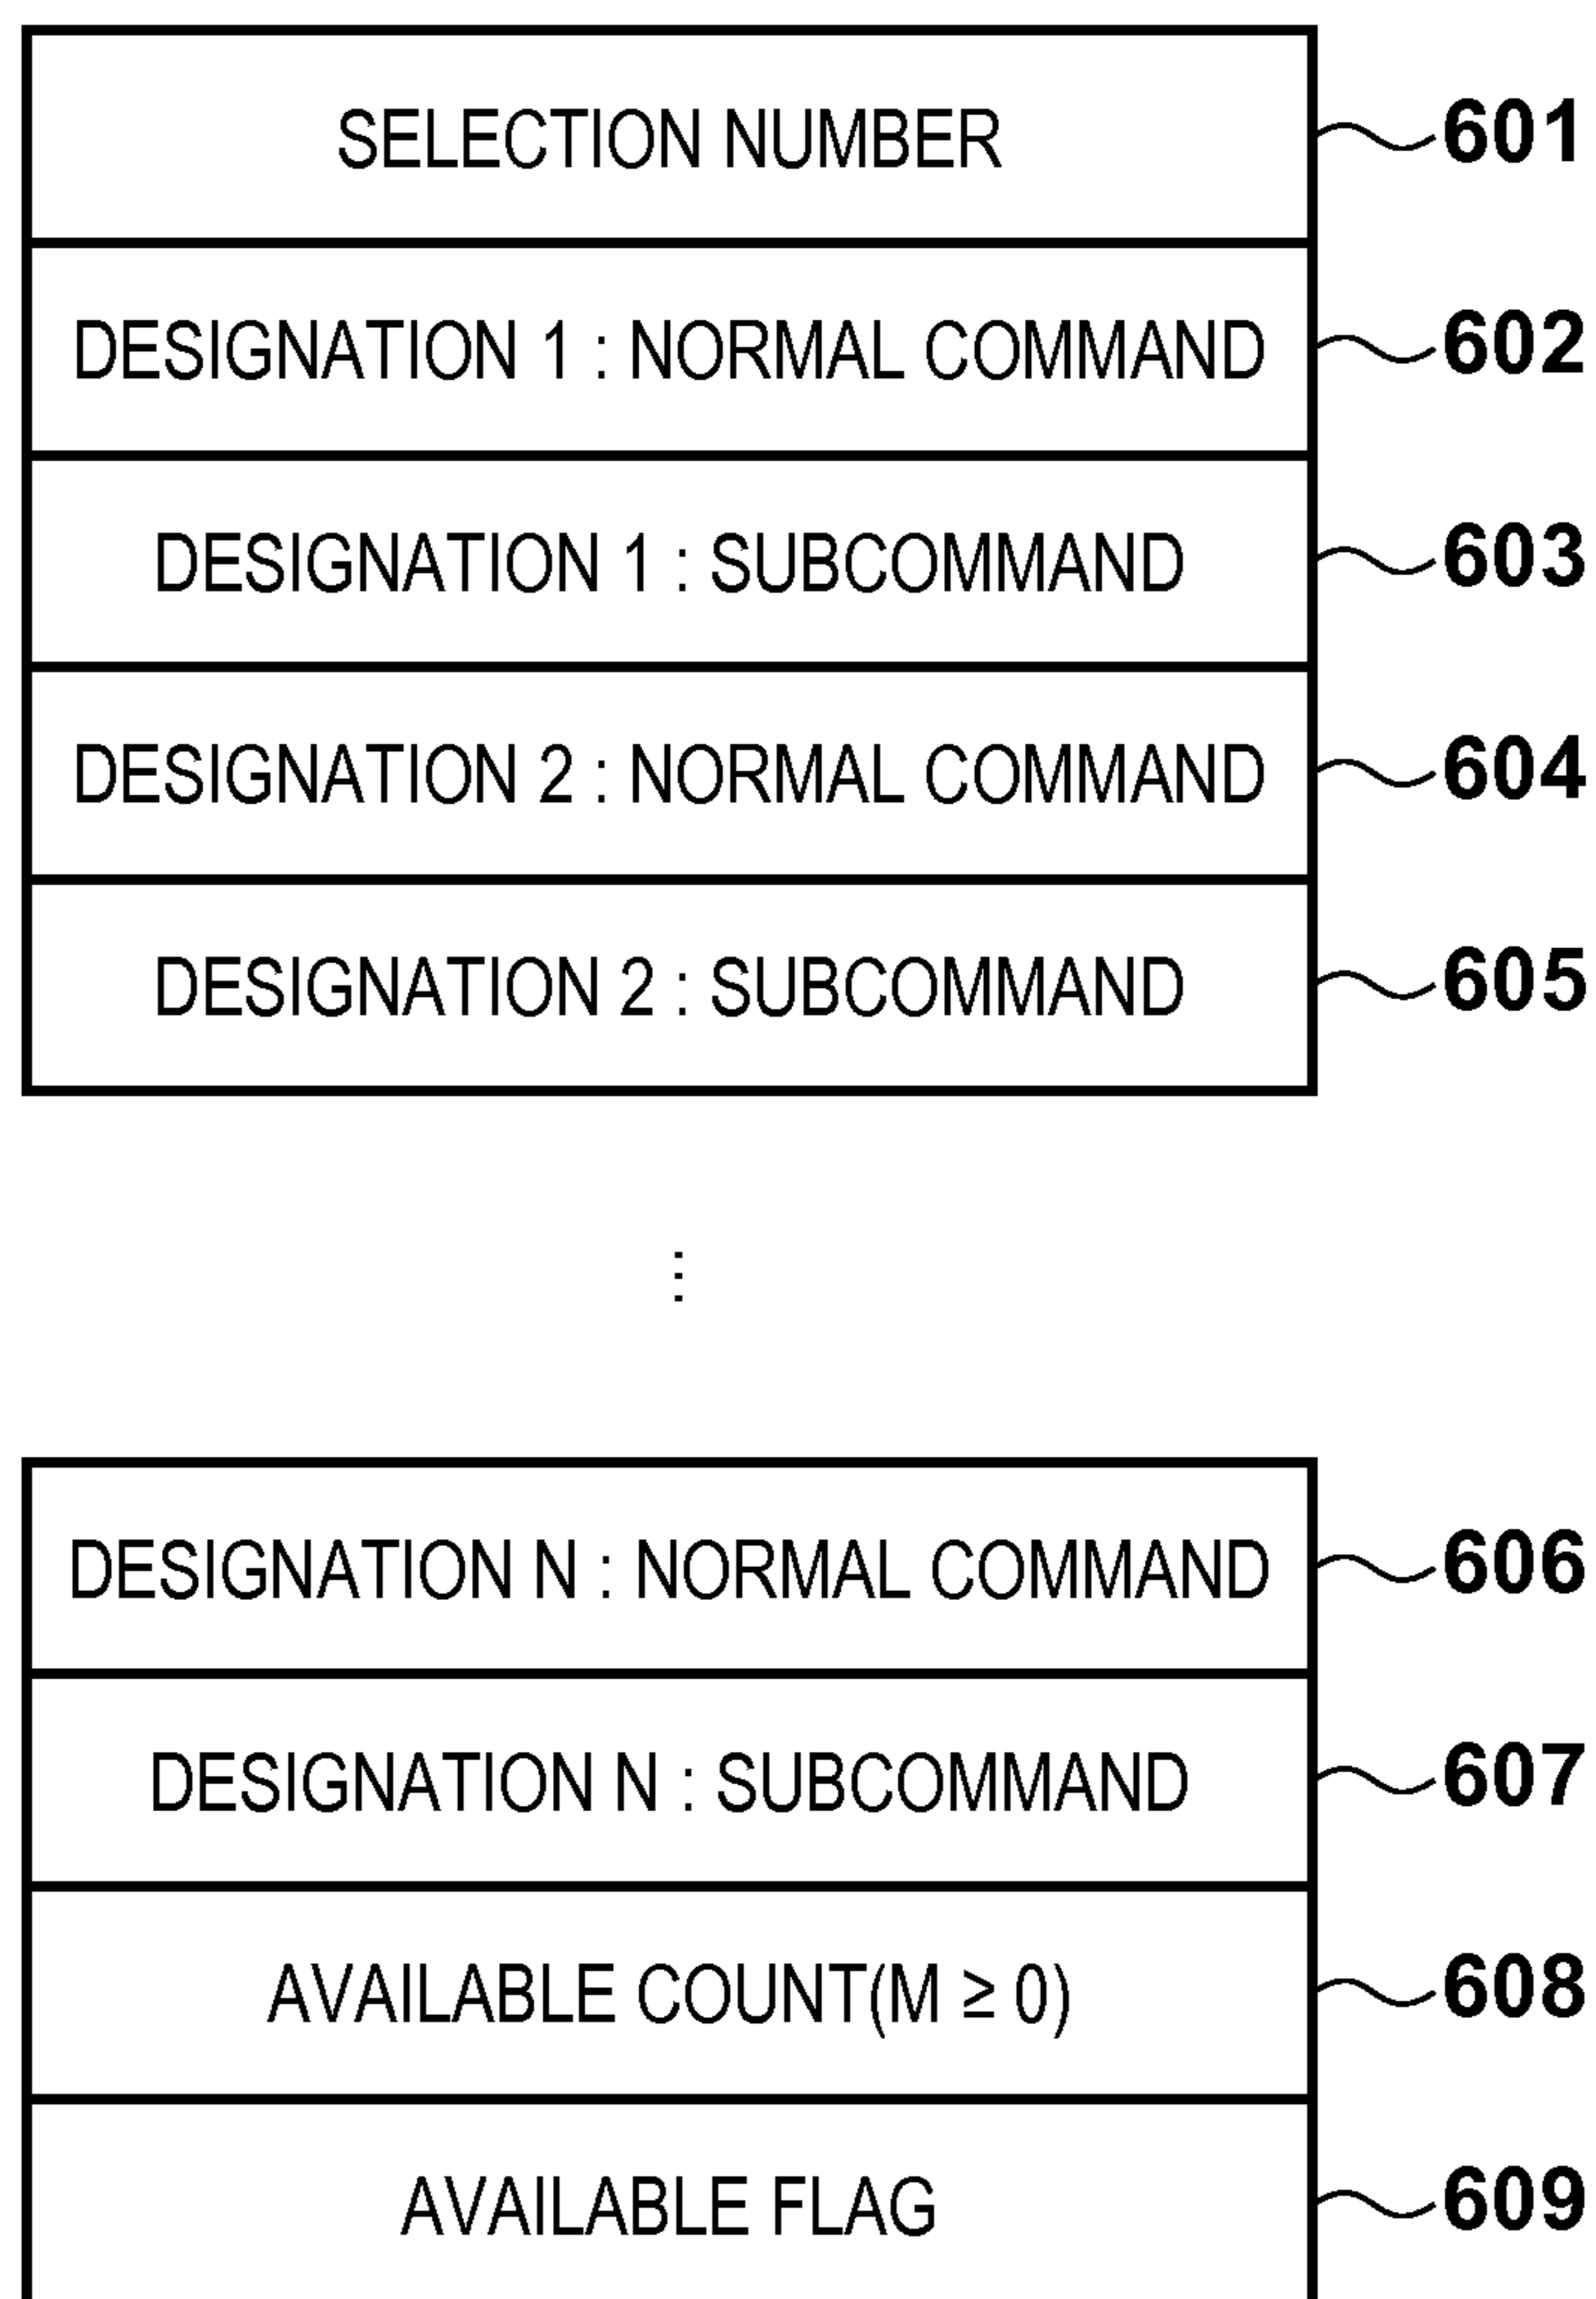 SELECTION NUMBER 601
DESIGNATION 1 : NORMAL COMMAND 602
DESIGNATION 1 : SUBCOMMAND 603
DESIGNATION 2 : NORMAL COMMAND 604
DESIGNATION 2 : SUBCOMMAND 605
⋮
DESIGNATION N : NORMAL COMMAND 606
DESIGNATION N : SUBCOMMAND 607
AVAILABLE COUNT(M ≥ 0) 608
AVAILABLE FLAG 609